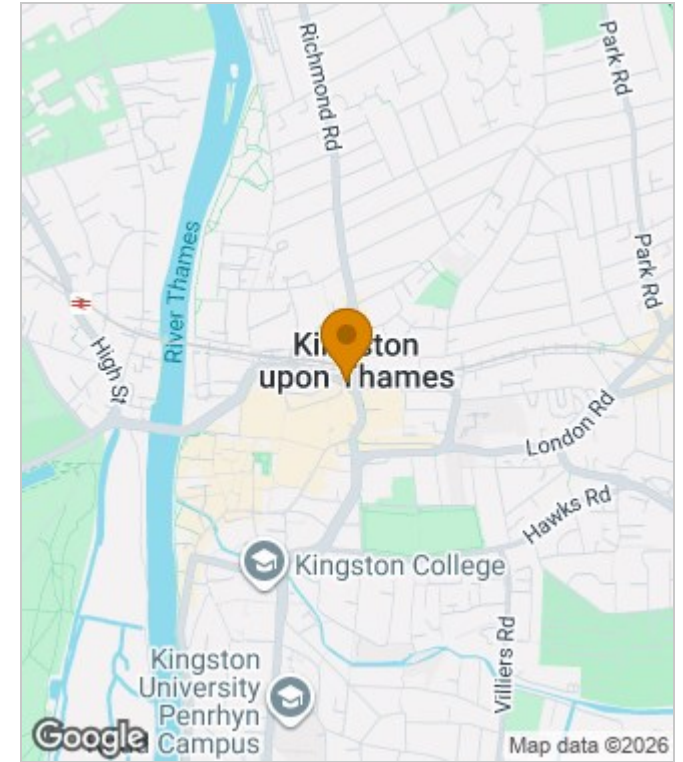 Richmond Rd
Park Rd
River Thames
Park Rd
High St
Kingston
upon Thames
London Rd
Hawks Rd
Kingston College
Villiers Rd
Kingston
University
Penrhyn
Campus
Google
Map data ©2026